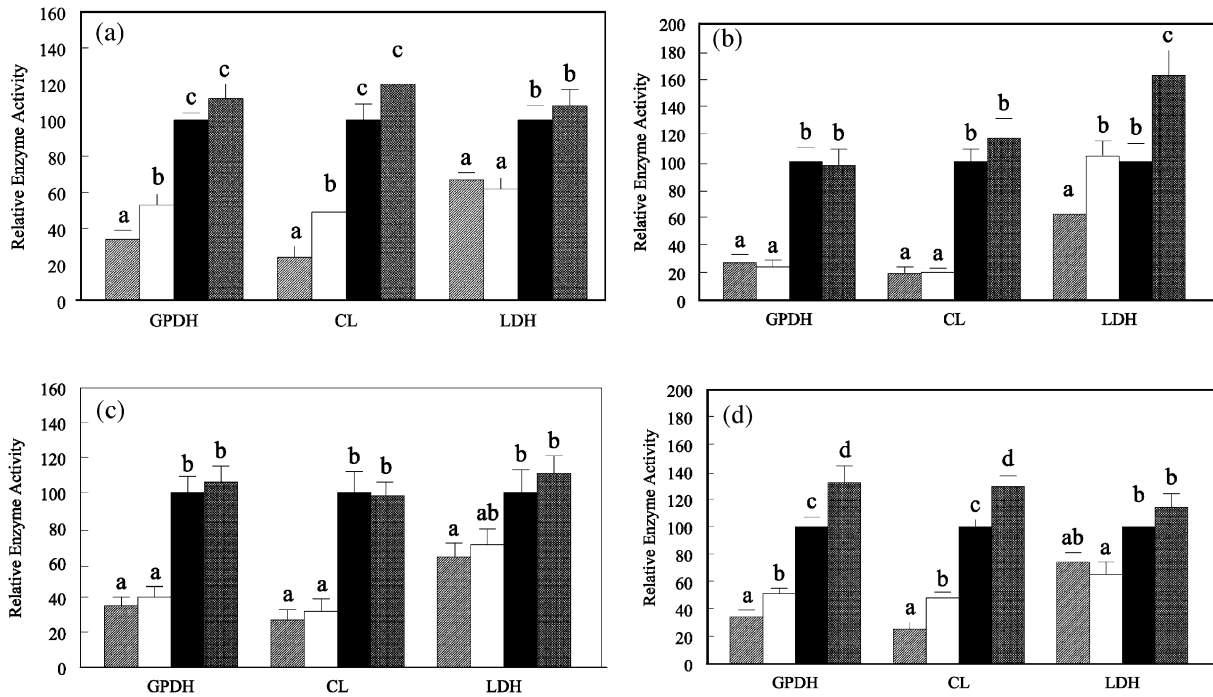 (a)
Relative Enzyme Activity
160
140
120
100
80
60
40
20
0
a b c c
a b c c
a a b b
GPDH CL LDH
(b)
Relative Enzyme Activity
200
180
160
140
120
100
80
60
40
20
0
a a b b
a a b b
a b b c
GPDH CL LDH
(c)
Relative Enzyme Activity
160
140
120
100
80
60
40
20
0
a a b b
a a b b
a ab b b
GPDH CL LDH
(d)
Relative Enzyme Activity
200
180
160
140
120
100
80
60
40
20
0
a b c d
a b c d
ab a b b
GPDH CL LDH